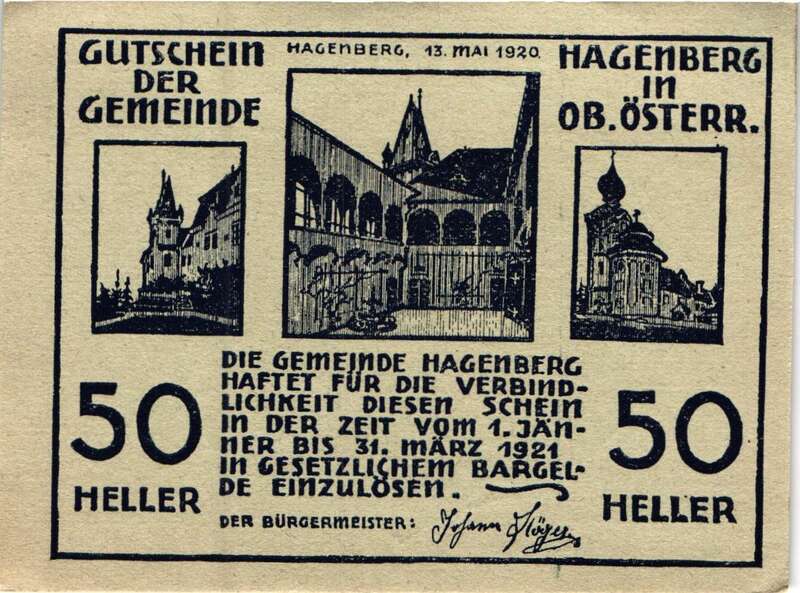 GUTSCHEIN
DER
GEMEINDE
HAGENBERG, 13. MAI 1920.
HAGENBERG
IN
OB. ÖSTERR.
50
HELLER
DIE GEMEINDE HAGENBERG
HAFTET FÜR DIE VERBIND-
LICHKEIT DIESEN SCHEIN
IN DER ZEIT VOM 1. JÄN-
NER BIS 31. MÄRZ 1921
IN GESETZLICHEM BARGEL-
DE EINZULÖSEN.
DER BÜRGERMEISTER: Johann
50
HELLER